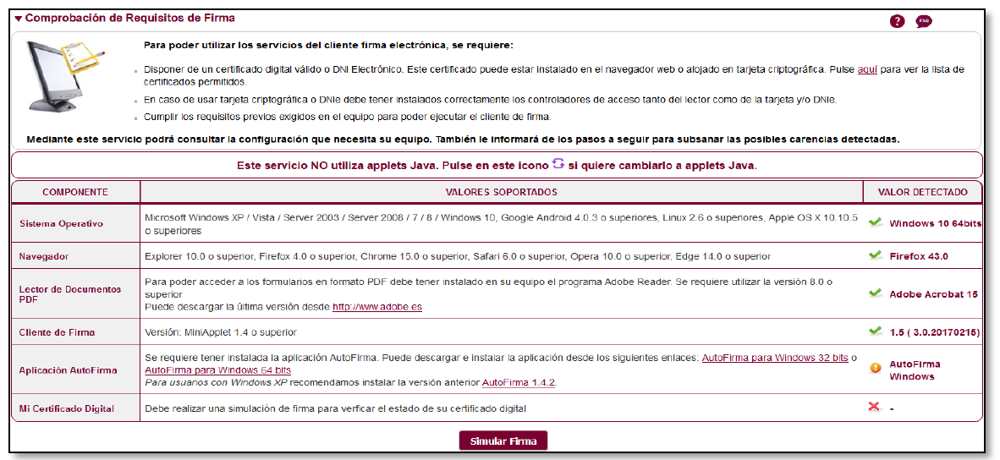 Comprobación de Requisitos de Firma
?
FAQ
Para poder utilizar los servicios del cliente firma electrónica, se requiere:
Disponer de un certificado digital válido o DNI Electrónico. Este certificado puede estar instalado en el navegador web o alojado en tarjeta criptográfica. Pulse aquí para ver la lista de
certificados permitidos.
En caso de usar tarjeta criptográfica o DNIe debe tener instalados correctamente los controladores de acceso tanto del lector como de la tarjeta y/o DNIe.
Cumplir los requisitos previos exigidos en el equipo para poder ejecutar el cliente de firma.
Mediante este servicio podrá consultar la configuración que necesita su equipo. También le informará de los pasos a seguir para subsanar las posibles carencias detectadas.
Este servicio NO utiliza applets Java. Pulse en este icono si quiere cambiarlo a applets Java.
COMPONENTE VALORES SOPORTADOS VALOR DETECTADO
Sistema Operativo
Microsoft Windows XP / Vista / Server 2003 / Server 2008 / 7 / 8 / Windows 10, Google Android 4.0.3 o superiores, Linux 2.6 o superiores, Apple OS X 10.10.5
o superiores
Windows 10 64bits
Navegador
Explorer 10.0 o superior, Firefox 4.0 o superior, Chrome 15.0 o superior, Safari 6.0 o superior, Opera 10.0 o superior, Edge 14.0 o superior
Firefox 43.0
Lector de Documentos
PDF
Para poder acceder a los formularios en formato PDF debe tener instalado en su equipo el programa Adobe Reader. Se requiere utilizar la versión 8.0 o
superior
Puede descargar la última versión desde http://www.adobe.es
Adobe Acrobat 15
Cliente de Firma
Versión: MiniApplet 1.4 o superior
1.5 ( 3.0.20170215)
Aplicación AutoFirma
Se requiere tener instalada la aplicación AutoFirma. Puede descargar e instalar la aplicación desde los siguientes enlaces: AutoFirma para Windows 32 bits o
AutoFirma para Windows 64 bits
Para usuarios con Windows XP recomendamos instalar la versión anterior AutoFirma 1.4.2.
AutoFirma
Windows
Mi Certificado Digital
Debe realizar una simulación de firma para verficar el estado de su certificado digital
-
Simular Firma